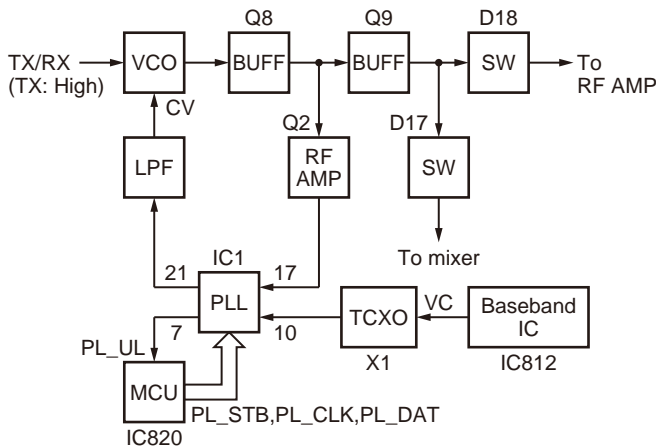 Q8
Q9
D18
TX/RX
(TX: High)
VCO
BUFF
BUFF
SW
To
RF AMP
CV
Q2
D17
LPF
RF
AMP
SW
IC1
To mixer
21
17
PLL
TCXO
VC
Baseband
IC
7
10
PL_UL
X1
IC812
MCU
PL_STB,PL_CLK,PL_DAT
IC820